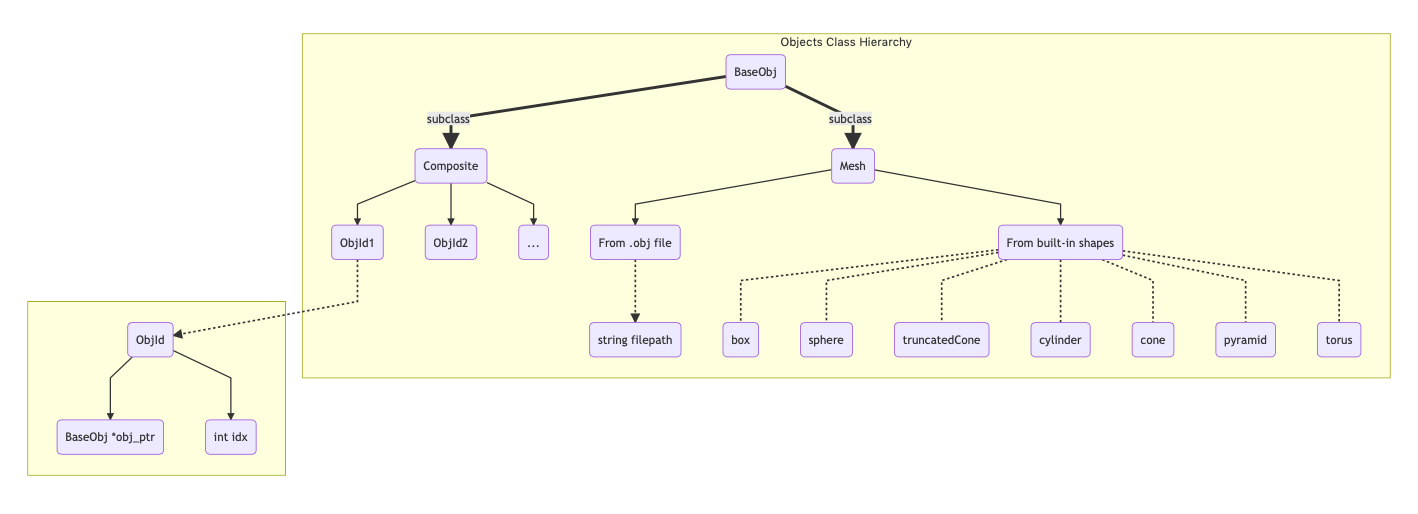 Objects Class Hierarchy
BaseObj
subclass
subclass
Composite
Mesh
ObjId1
ObjId2
...
From .obj file
From built-in shapes
ObjId
string filepath
box
sphere
truncatedCone
cylinder
cone
pyramid
torus
BaseObj *obj_ptr
int idx